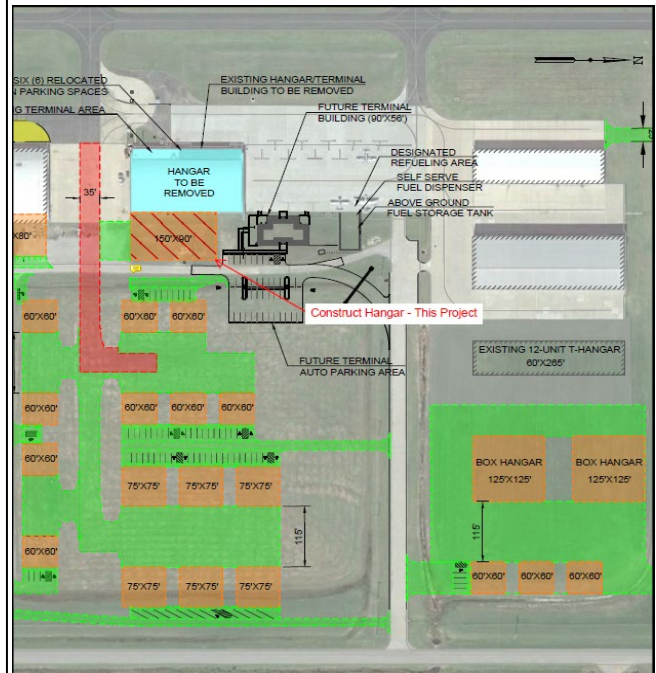 SIX (6) RELOCATED
N PARKING SPACES
G TERMINAL AREA
EXISTING HANGAR/TERMINAL
BUILDING TO BE REMOVED
FUTURE TERMINAL
BUILDING (90'X56')
N
DESIGNATED
REFUELING AREA
SELF SERVE
FUEL DISPENSER
ABOVE GROUND
FUEL STORAGE TANK
HANGAR
TO BE
REMOVED
35'
X80'
150'X90'
Construct Hangar - This Project
60'X60'
60'X60' 60'X60'
FUTURE TERMINAL
AUTO PARKING AREA
EXISTING 12-UNIT T-HANGAR
60'X265'
60'X60'
60'X60' 60'X60' 60'X60'
60'X60'
75'X75' 75'X75' 75'X75'
BOX HANGAR
125'X125'
BOX HANGAR
125'X125'
115'
115'
60'X60'
75'X75' 75'X75' 75'X75'
60'X60' 60'X60' 60'X60'